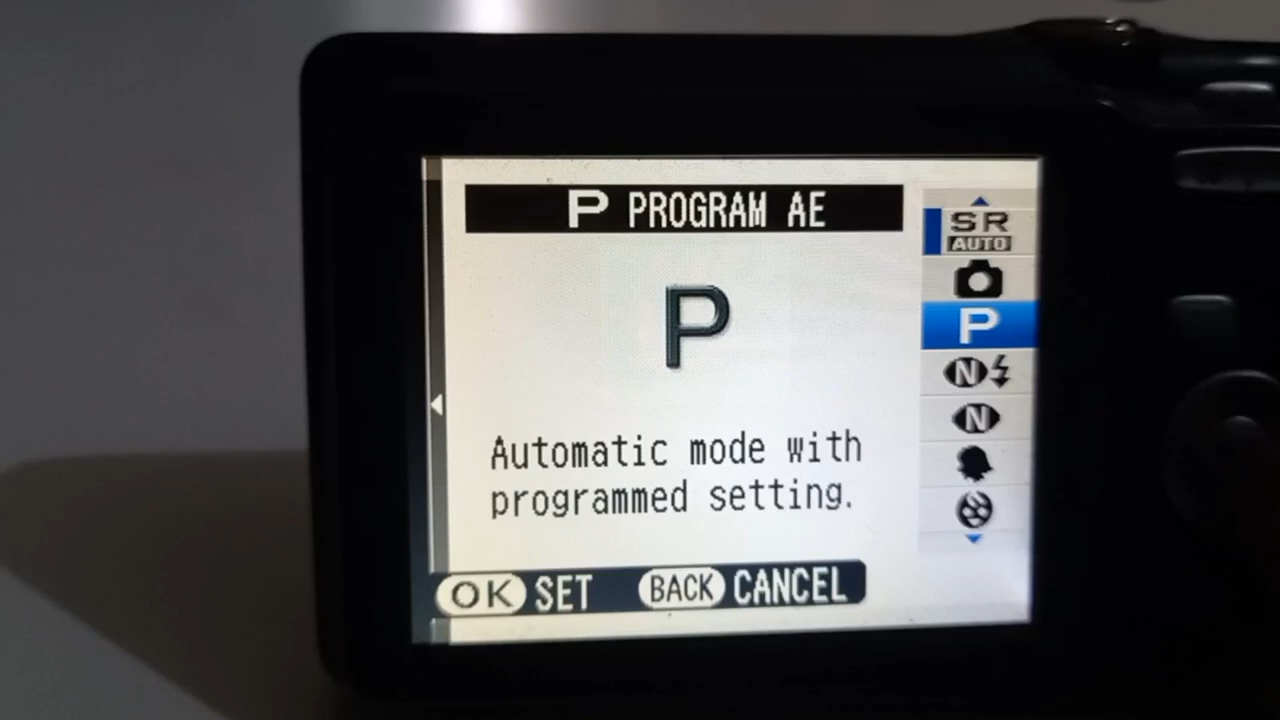 P PROGRAM AE
SR
AUTO
P
P
N
N
Automatic mode with
programmed setting.
OK SET BACK CANCEL